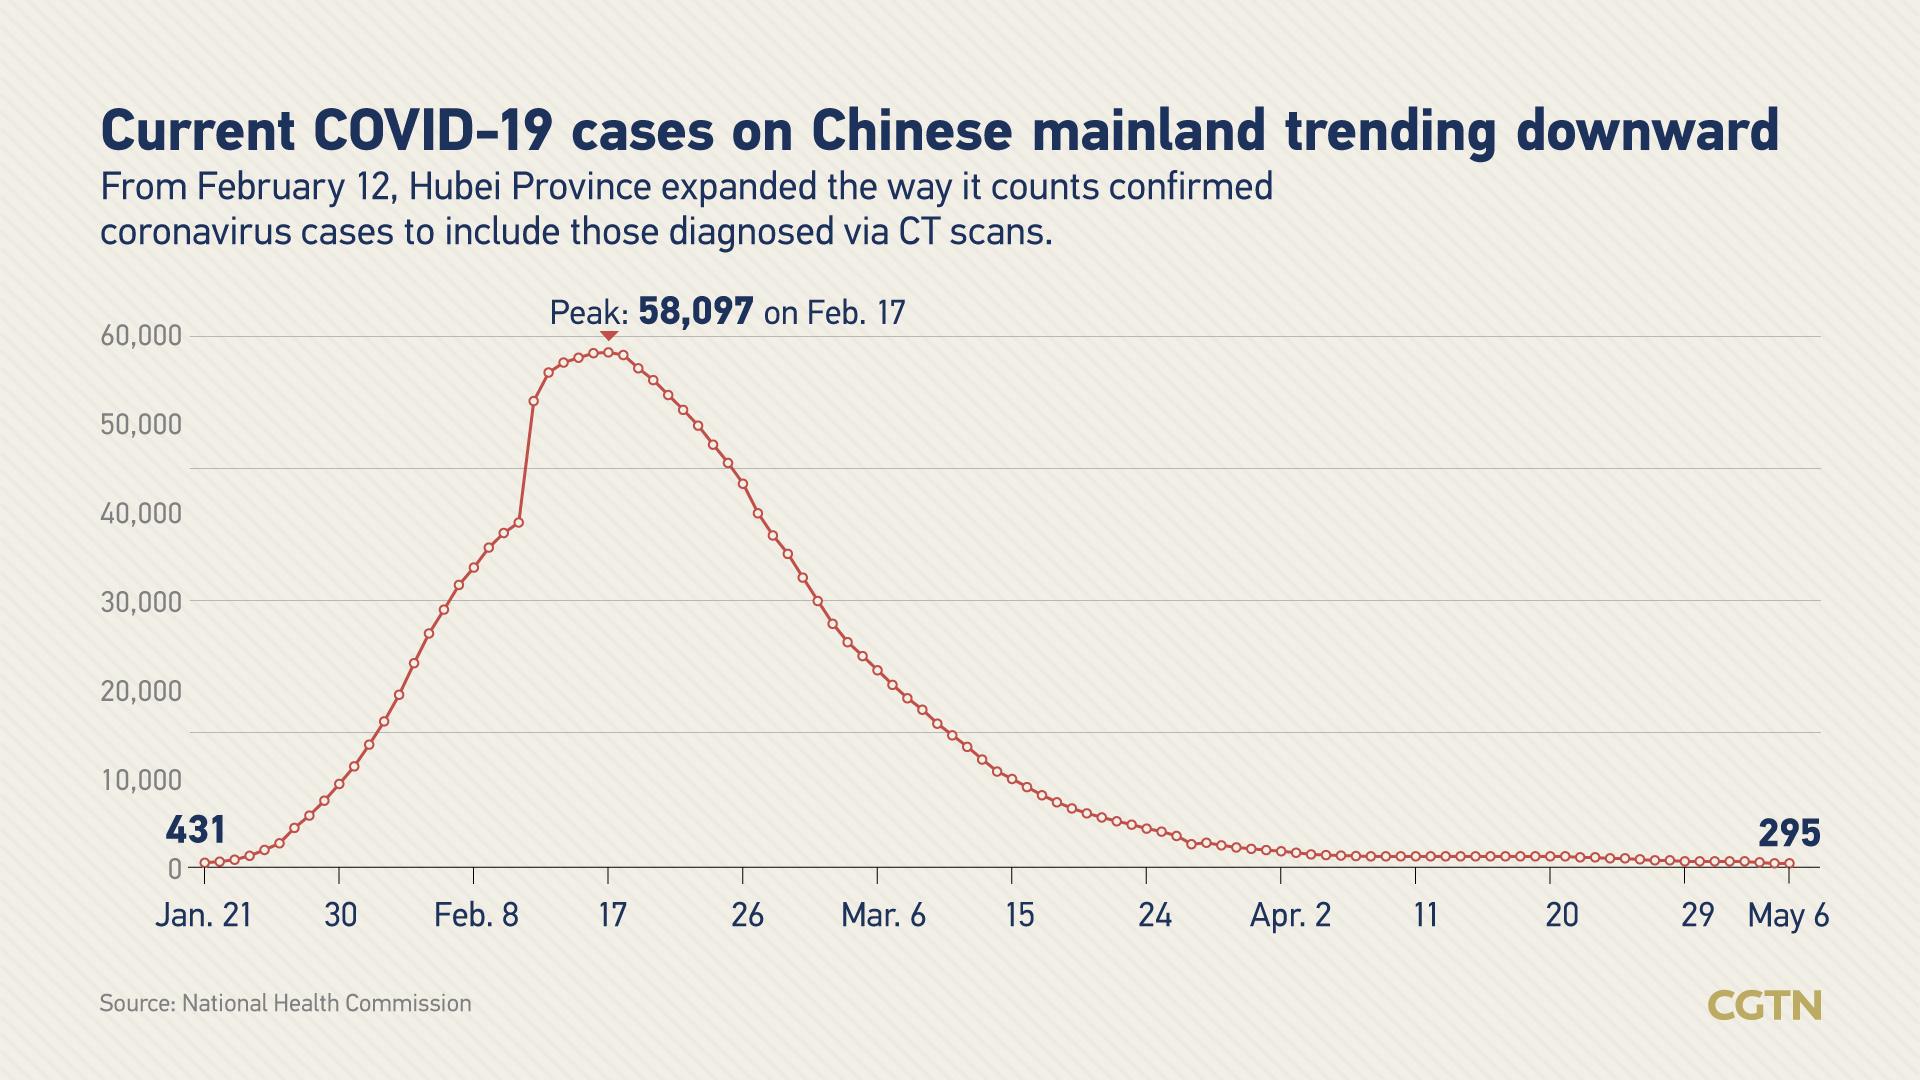 Current COVID-19 cases on Chinese mainland trending downward
From February 12, Hubei Province expanded the way it counts confirmed
coronavirus cases to include those diagnosed via CT scans.
Peak: 58,097 on Feb. 17
60,000
50,000
40,000
30,000
20,000
10,000
431
295
0
Jan. 21 30 Feb. 8 17 26 Mar. 6 15 24 Apr. 2 11 20 29 May 6
Source: National Health Commission
CGTN